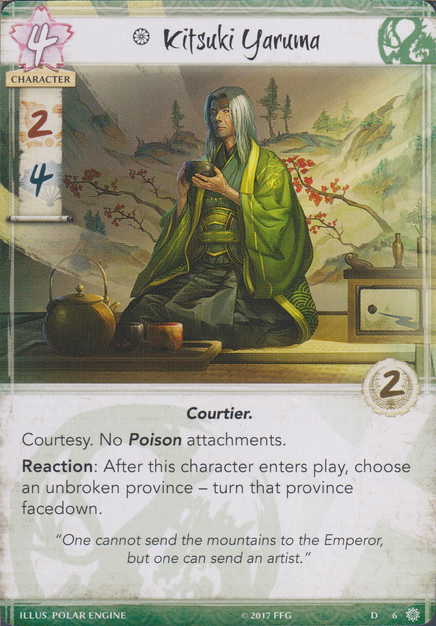 4
Kitsuki Yaruma
CHARACTER
2
4
2
Courtier.
Courtesy. No Poison attachments.
Reaction: After this character enters play, choose
an unbroken province – turn that province
facedown.
“One cannot send the mountains to the Emperor,
but one can send an artist.”
ILLUS. POLAR ENGINE © 2017 FFG D 6